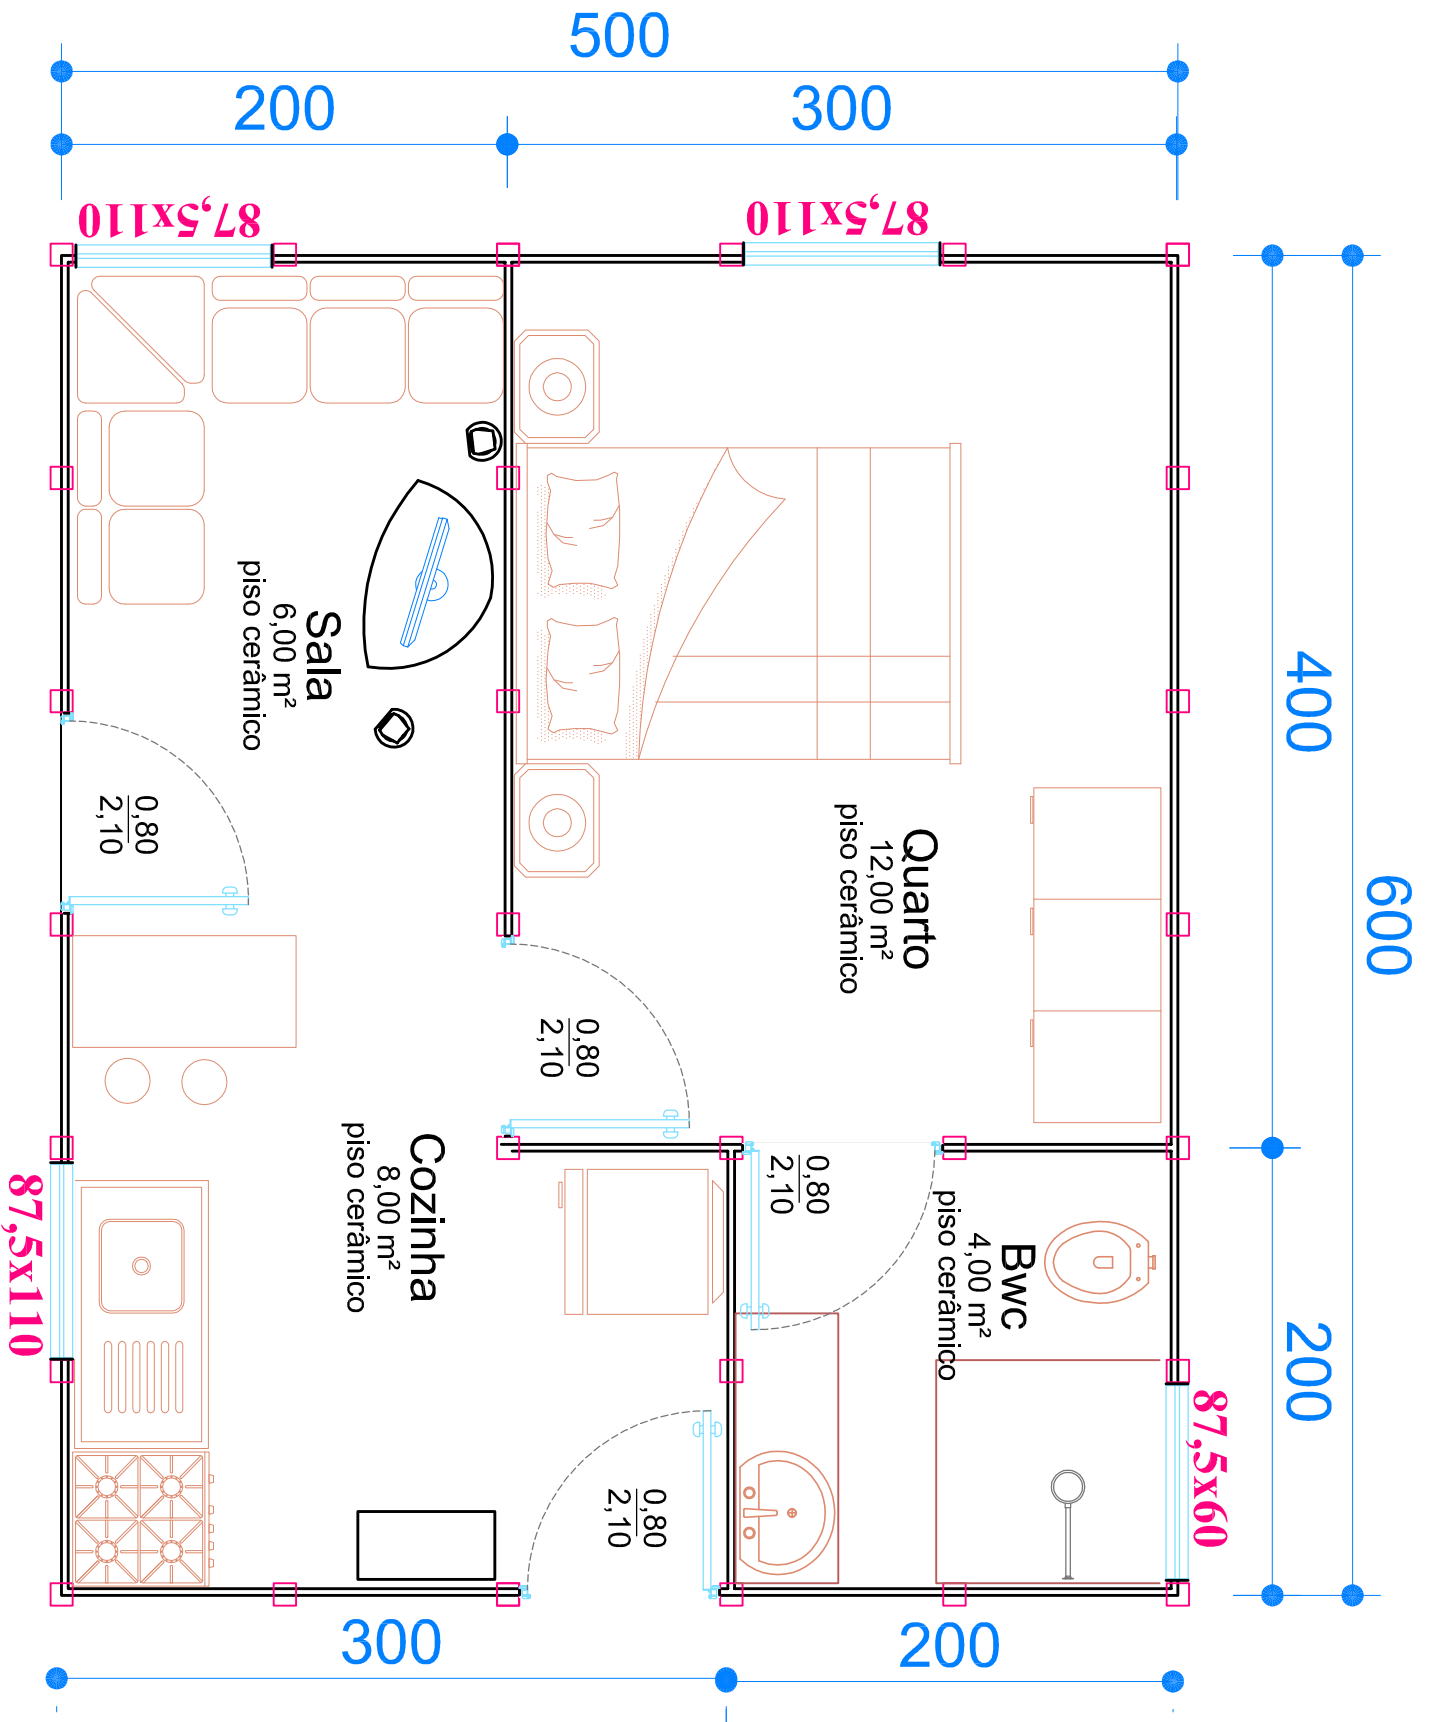 500
200
300
87,5x110
87,5x110
Sala
6,00 m²
piso cerâmico
0,80
2,10
Quarto
12,00 m²
piso cerâmico
400
600
0,80
2,10
Cozinha
8,00 m²
piso cerâmico
87,5x110
0,80
2,10
Bwc
4,00 m²
piso cerâmico
200
87,5x60
0,80
2,10
300
200